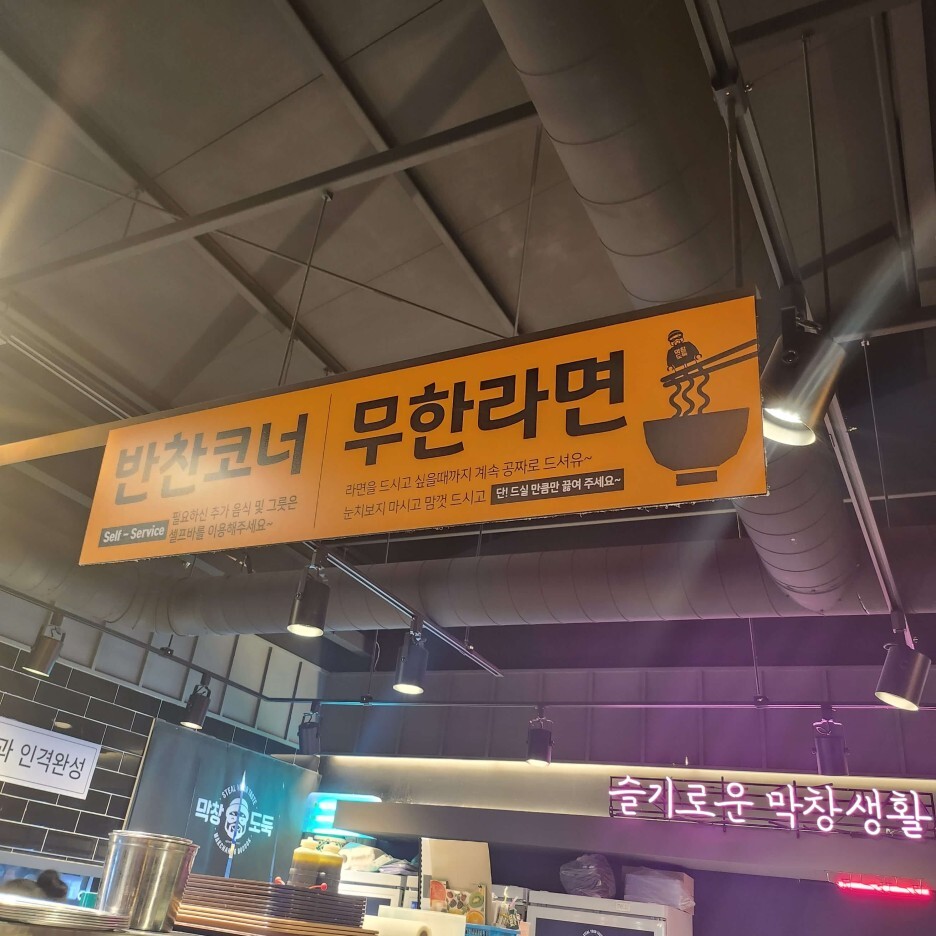 반찬코너
Self - Service
필요하신 추가 음식 및 그릇은
셀프바를 이용해주세요~
무한라면
라면을 드시고 싶을때까지 계속 공짜로 드셔유~
눈치보지 마시고 맘껏 드시고
단! 드실 만큼만 끓여 주세요~
과 인격완성
막창 도둑
슬기로운 막창생활